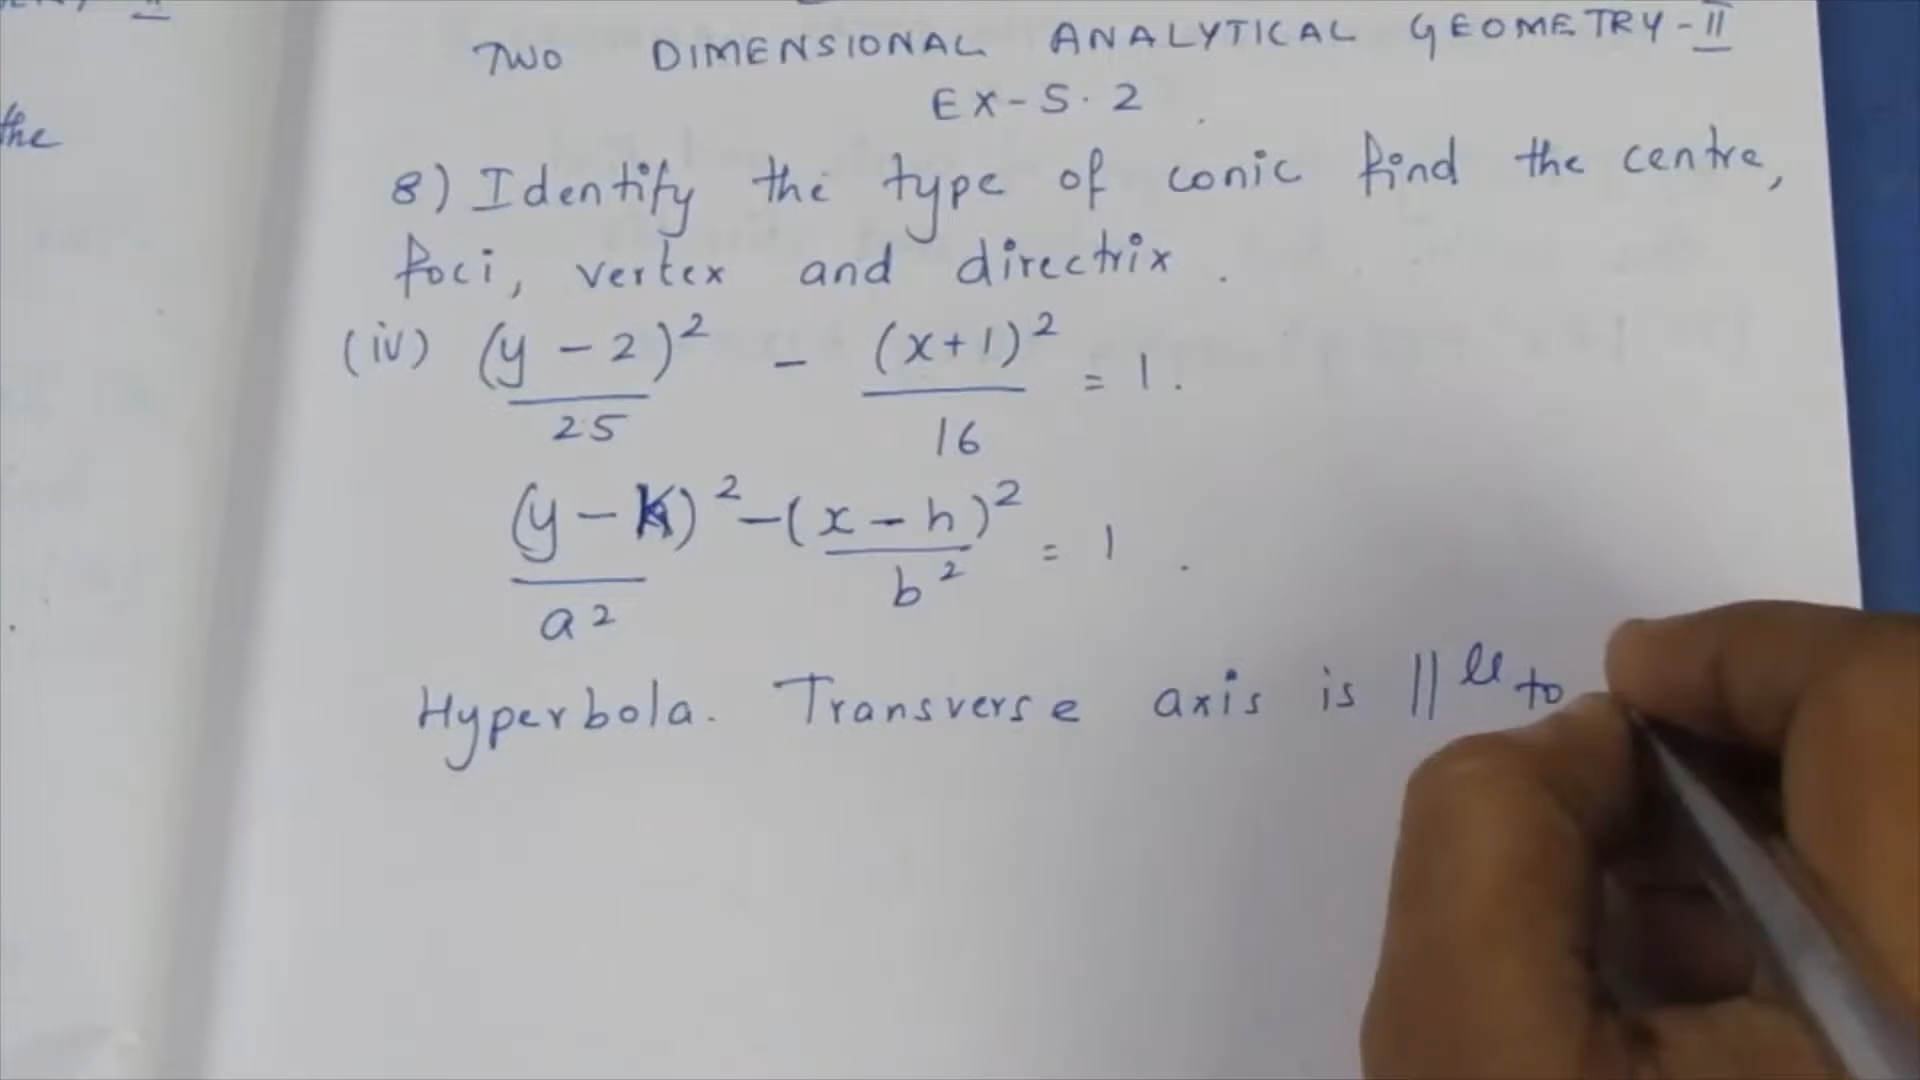 the
TWO DIMENSIONAL ANALYTICAL GEOMETRY-II
EX-5.2
8) Identify the type of conic find the centre,
foci, vertex and directrix.
(iv) (y-2)²/25 - (x+1)²/16 = 1.
(y-k)²/a² - (x-h)²/b² = 1.
Hyperbola. Transverse axis is ||ˡˡ to